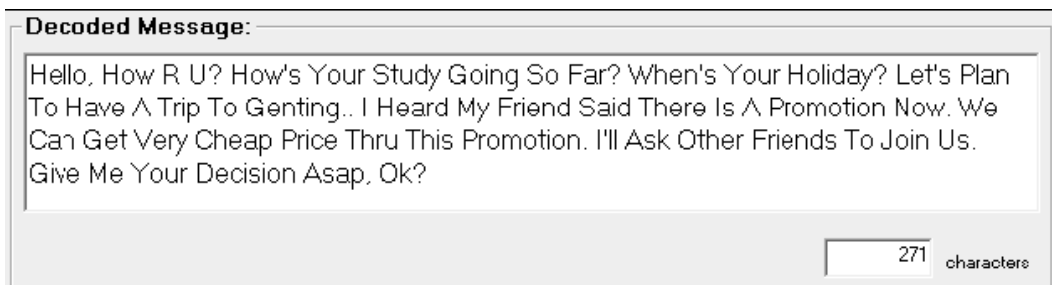 Decoded Message:
Hello, How R U? How's Your Study Going So Far? When's Your Holiday? Let's Plan
To Have A Trip To Genting.. I Heard My Friend Said There Is A Promotion Now. We
Can Get Very Cheap Price Thru This Promotion. I'll Ask Other Friends To Join Us.
Give Me Your Decision Asap, Ok?
271 characters